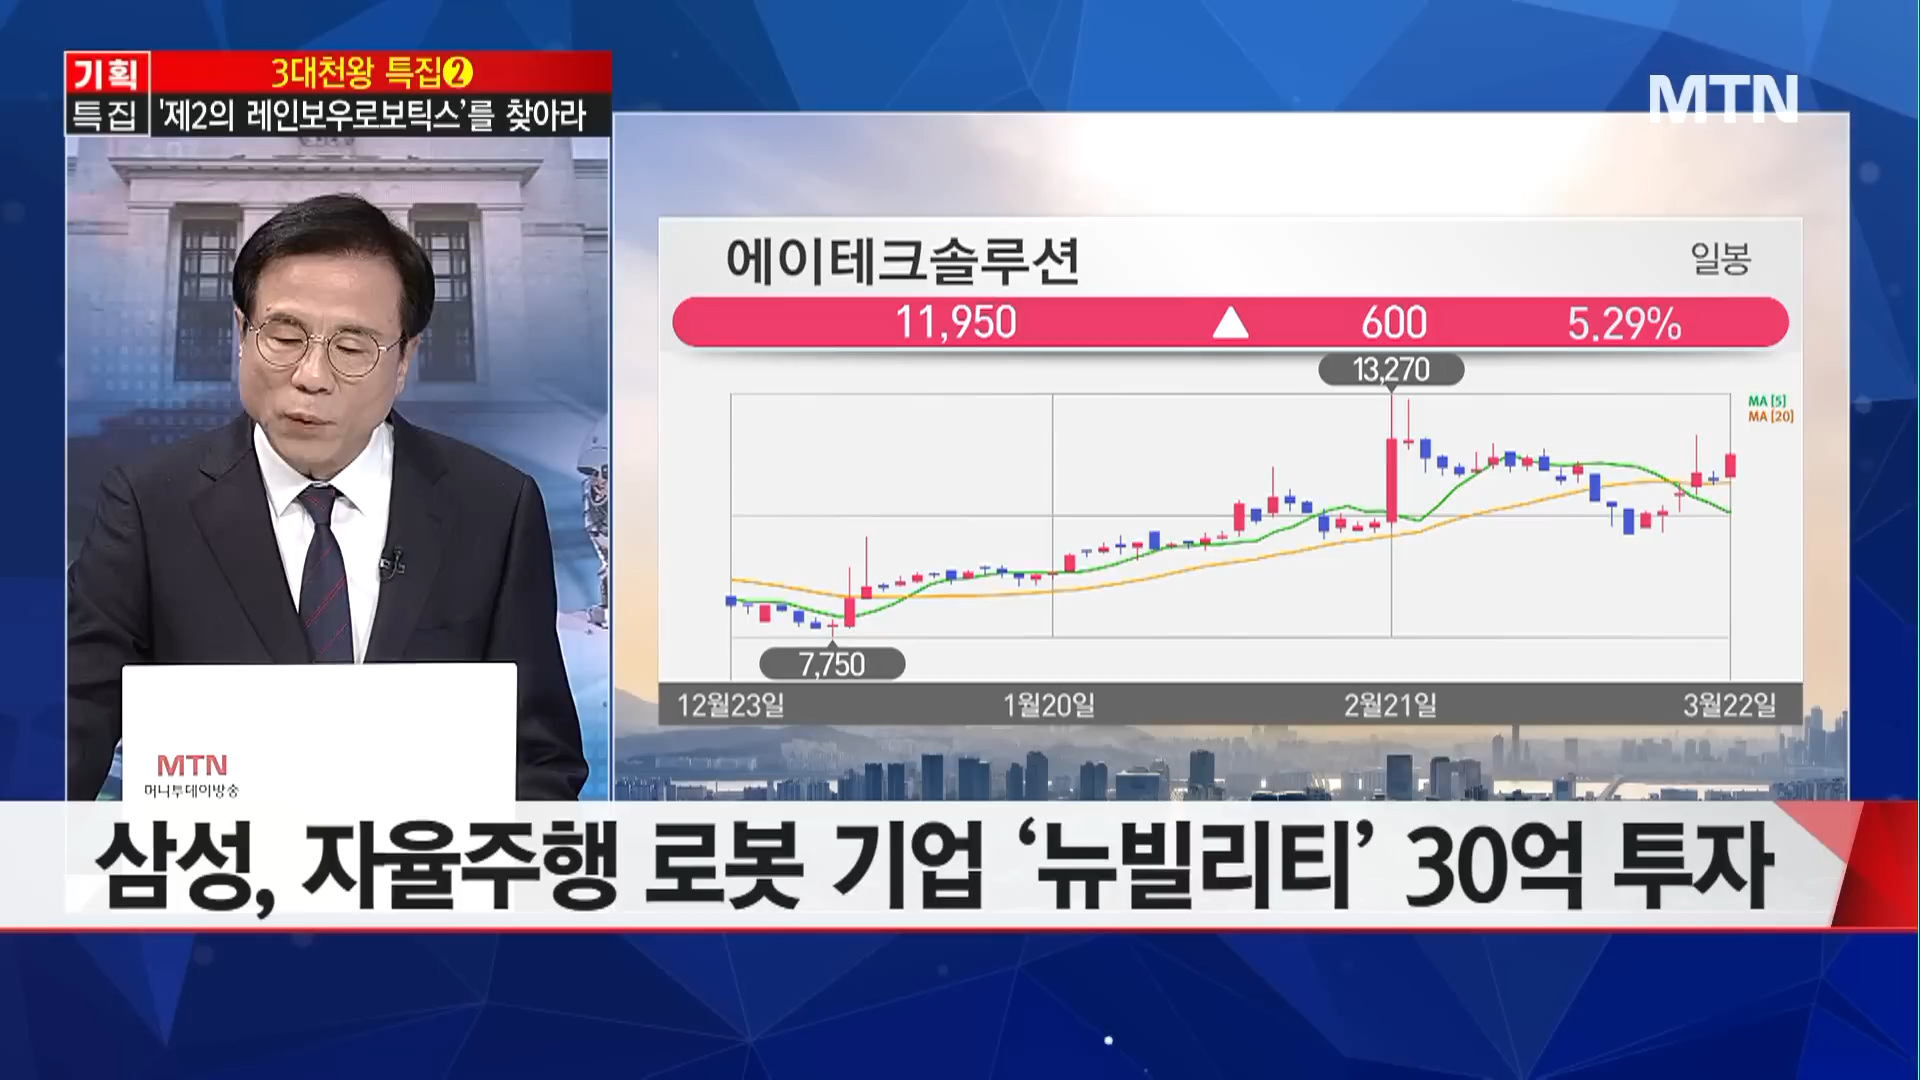 기획
특집
3대천왕 특집❷
'제2의 레인보우로보틱스'를 찾아라
MTN
에이테크솔루션
일봉
11,950 ▲ 600 5.29%
13,270
MA [5]
MA [20]
7,750
12월23일 1월20일 2월21일 3월22일
MTN
머니투데이방송
삼성, 자율주행 로봇 기업 ‘뉴빌리티’ 30억 투자